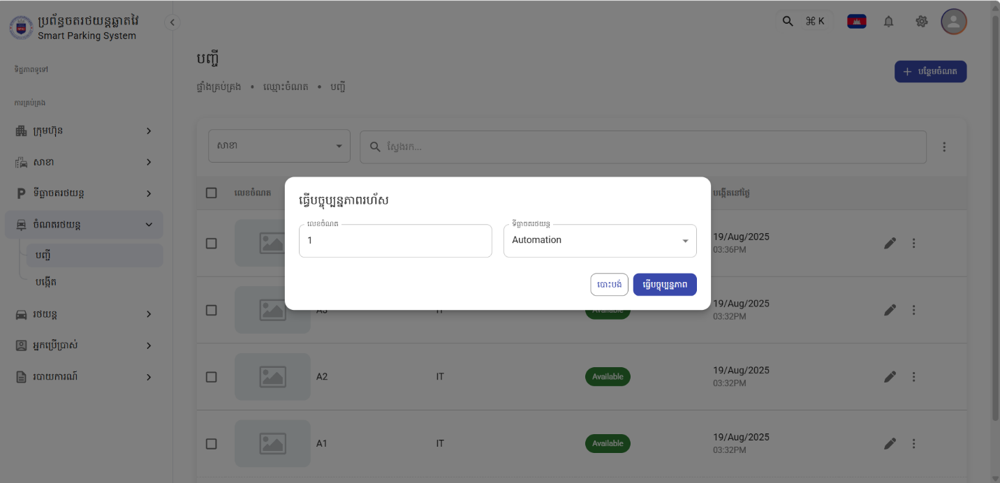 ប្រព័ន្ធចតរថយន្តឆ្លាតវៃ
Smart Parking System
⌘ K
ទិដ្ឋភាពទូទៅ
ការគ្រប់គ្រង
ក្រុមហ៊ុន
សាខា
ទីធ្លាចតរថយន្ត
ចំណតរថយន្ត
បញ្ជី
បង្កើត
រថយន្ត
អ្នកប្រើប្រាស់
របាយការណ៍
បញ្ជី
ផ្ទាំងគ្រប់គ្រង • ឈ្មោះចំណត • បញ្ជី
+ បន្ថែមចំណត
សាខា
ស្វែងរក...
លេខចំណត
បង្កើតនៅថ្ងៃ
ធ្វើបច្ចុប្បន្នភាពរហ័ស
លេខចំណត
1
ទីធ្លាចតរថយន្ត
Automation
បោះបង់
ធ្វើបច្ចុប្បន្នភាព
19/Aug/2025
03:36PM
A3 IT Available 19/Aug/2025
03:32PM
A2 IT Available 19/Aug/2025
03:32PM
A1 IT Available 19/Aug/2025
03:32PM